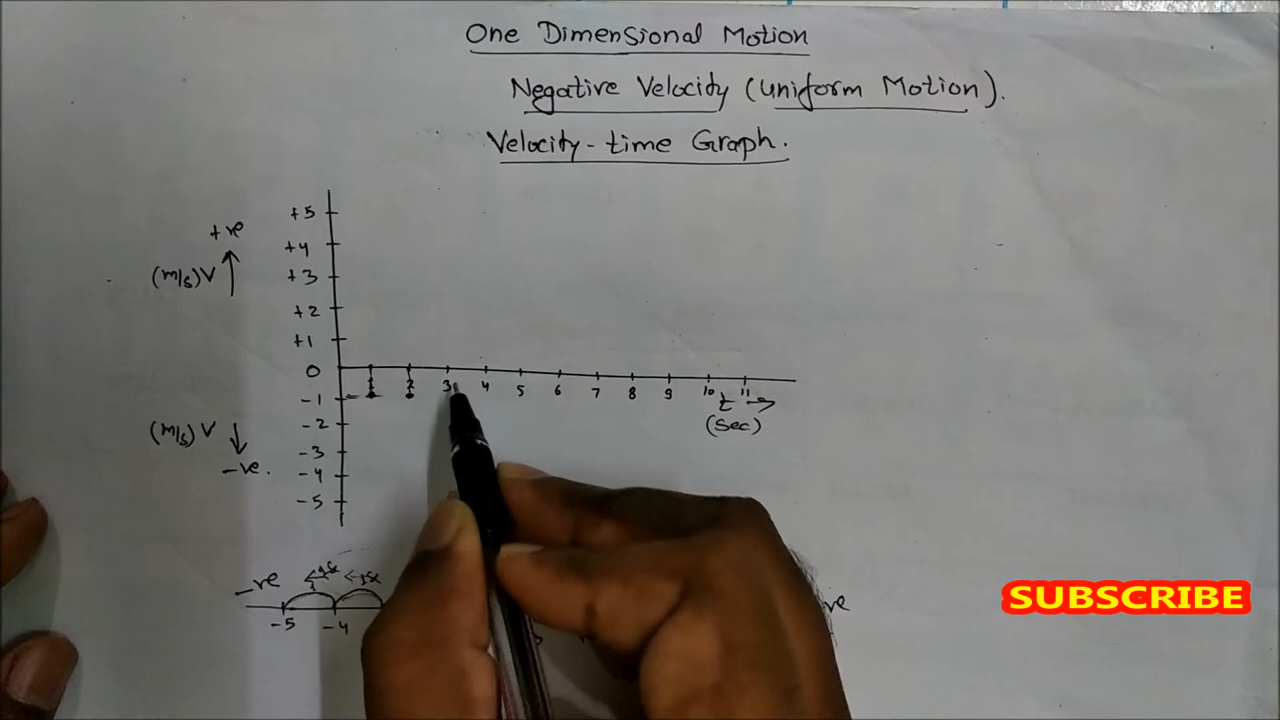 One Dimensional Motion
Negative Velocity (Uniform Motion).
Velocity-time Graph.
+5
+ve
+4
(m/s) V
+3
+2
+1
0
1 2 3 4 5 6 7 8 9 10 11
-1
t
(Sec)
-2
(m/s) V
-3
-ve.
-4
-5
-ve
-5 -4
ve
SUBSCRIBE